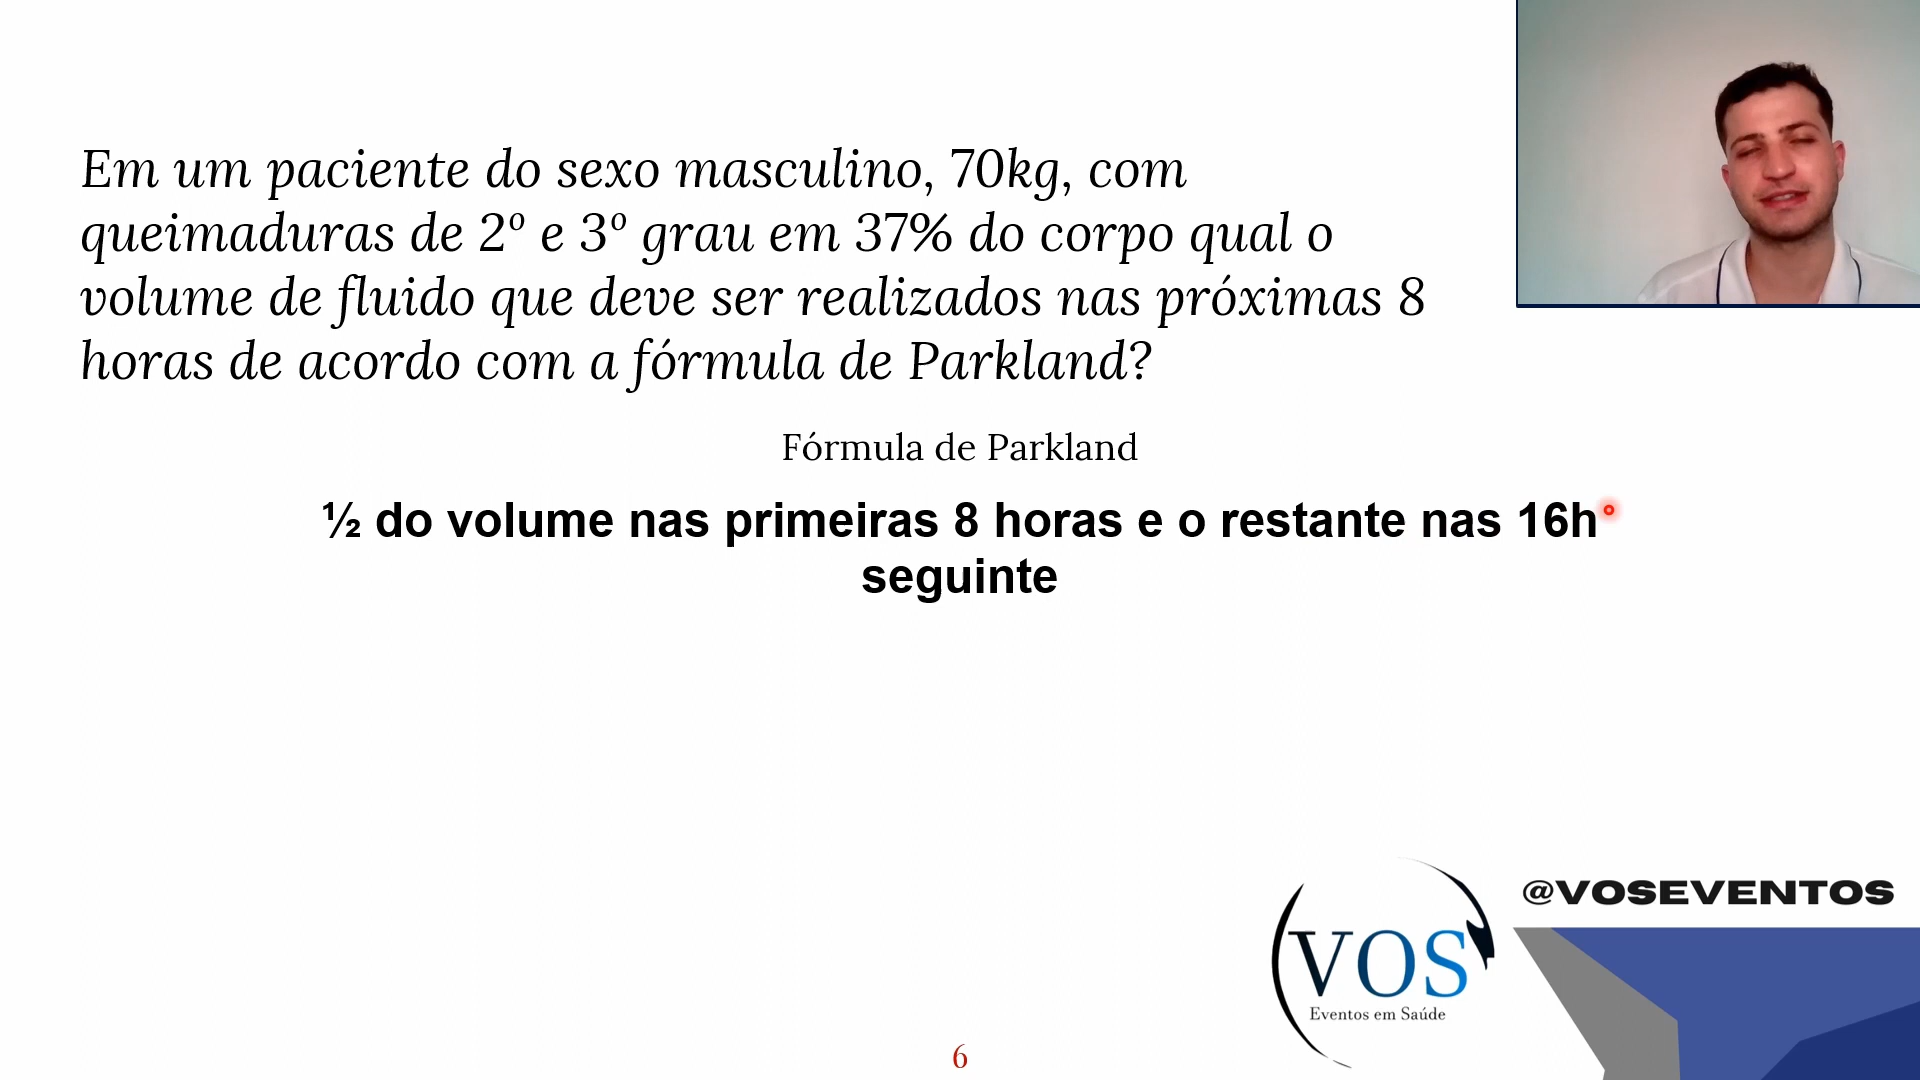 Em um paciente do sexo masculino, 70kg, com
queimaduras de 2º e 3º grau em 37% do corpo qual o
volume de fluido que deve ser realizados nas próximas 8
horas de acordo com a fórmula de Parkland?
Fórmula de Parkland
½ do volume nas primeiras 8 horas e o restante nas 16h
seguinte
@VOSEVENTOS
VOS
Eventos em Saúde
6